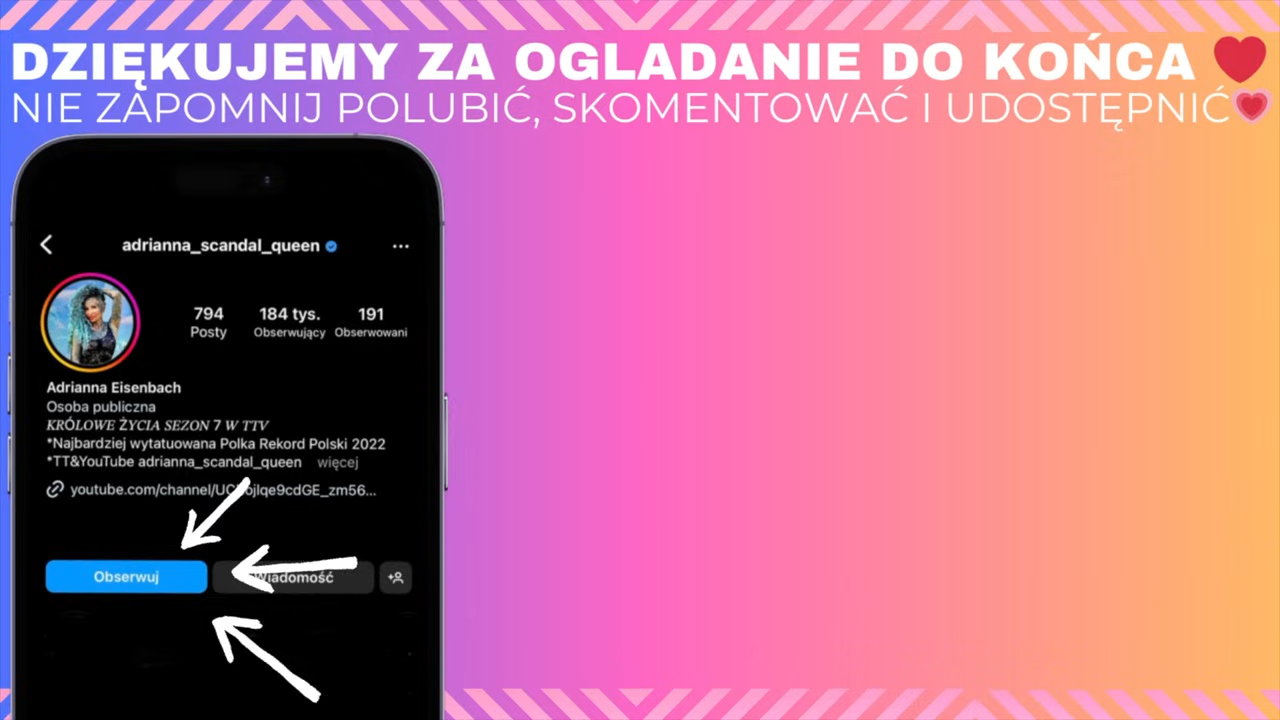 DZIĘKUJEMY ZA OGLADANIE DO KOŃCA
NIE ZAPOMNIJ POLUBIĆ, SKOMENTOWAĆ I UDOSTĘPNIĆ
adrianna_scandal_queen
794 184 tys. 191
Posty Obserwujący Obserwowani
Adrianna Eisenbach
Osoba publiczna
KRÓLOWE ŻYCIA SEZON 7 W TTV
*Najbardziej wytatuowana Polka Rekord Polski 2022
*TT&YouTube adrianna_scandal_queen więcej
Obserwuj Wiadomość